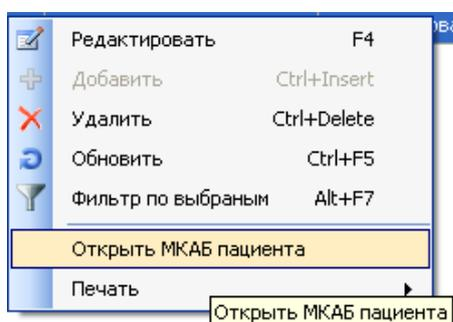 Редактировать F4
Добавить Ctrl+Insert
Удалить Ctrl+Delete
Обновить Ctrl+F5
Фильтр по выбраным Alt+F7
Открыть МКАБ пациента
Печать
Открыть МКАБ пациента